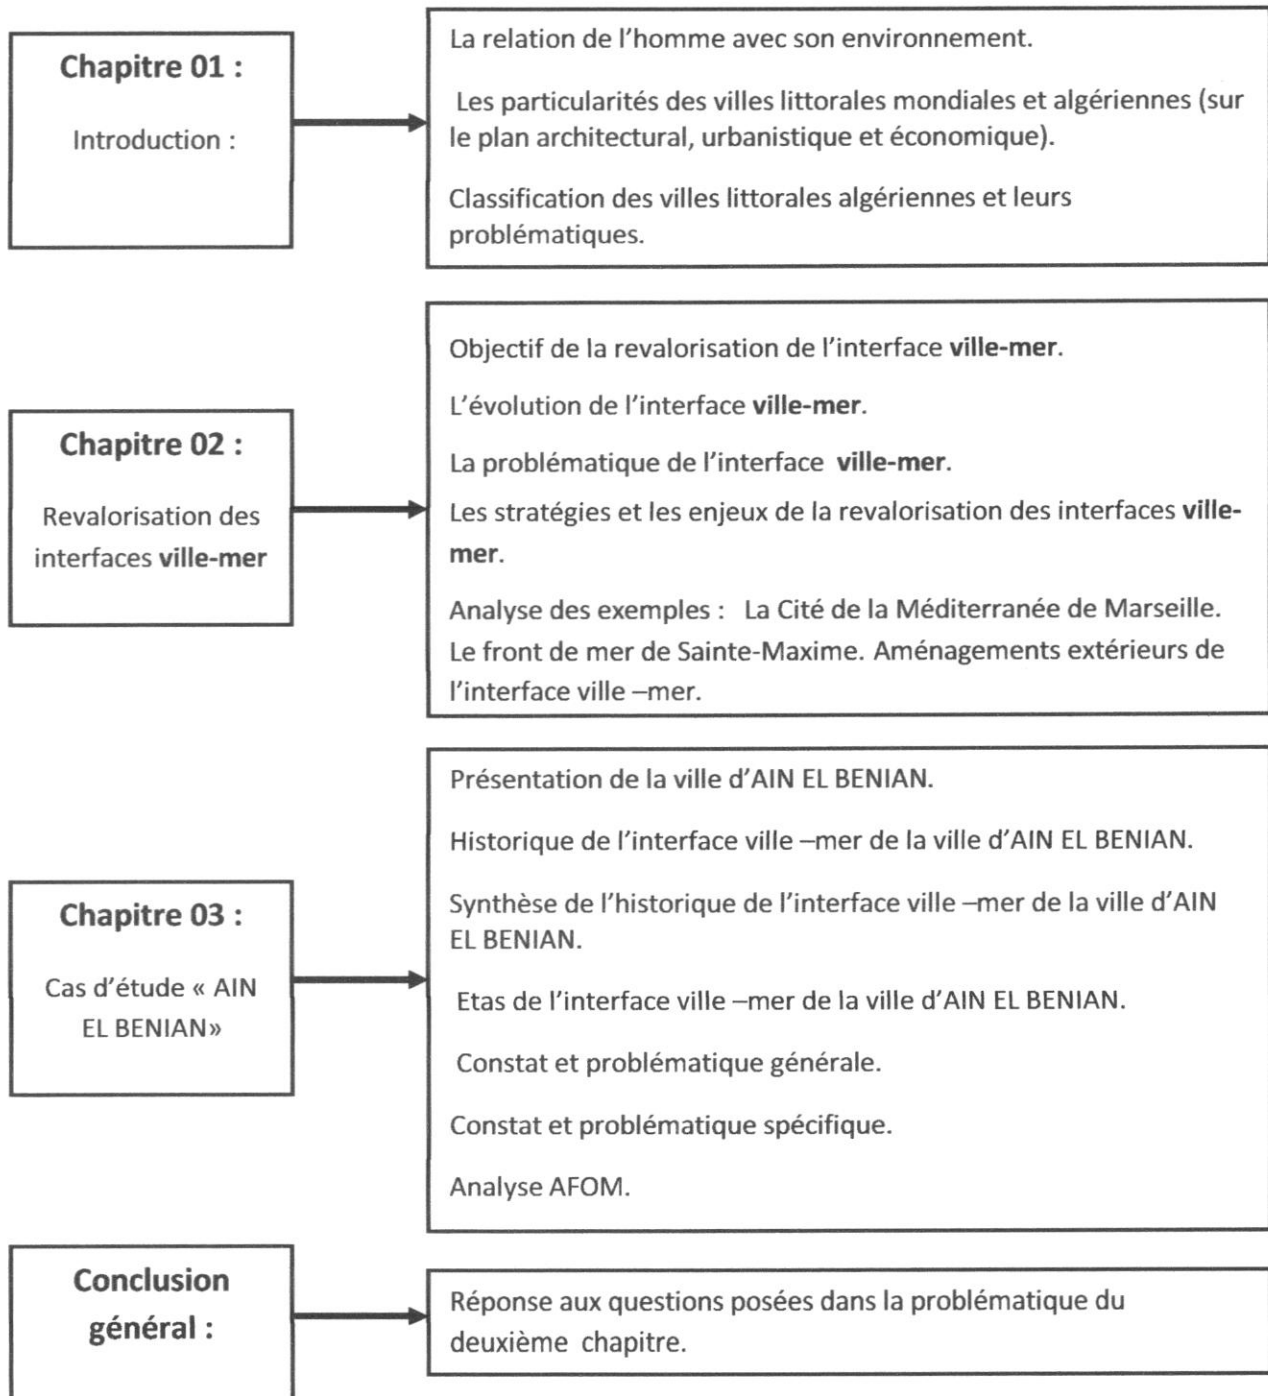 Chapitre 01 :
Introduction :
La relation de l’homme avec son environnement.
Les particularités des villes littorales mondiales et algériennes (sur
le plan architectural, urbanistique et économique).
Classification des villes littorales algériennes et leurs
problématiques.
Chapitre 02 :
Revalorisation des
interfaces ville-mer
Objectif de la revalorisation de l’interface ville-mer.
L’évolution de l’interface ville-mer.
La problématique de l’interface ville-mer.
Les stratégies et les enjeux de la revalorisation des interfaces ville-
mer.
Analyse des exemples : La Cité de la Méditerranée de Marseille.
Le front de mer de Sainte-Maxime. Aménagements extérieurs de
l’interface ville –mer.
Chapitre 03 :
Cas d’étude « AIN
EL BENIAN»
Présentation de la ville d’AIN EL BENIAN.
Historique de l’interface ville –mer de la ville d’AIN EL BENIAN.
Synthèse de l’historique de l’interface ville –mer de la ville d’AIN
EL BENIAN.
Etas de l’interface ville –mer de la ville d’AIN EL BENIAN.
Constat et problématique générale.
Constat et problématique spécifique.
Analyse AFOM.
Conclusion
général :
Réponse aux questions posées dans la problématique du
deuxième chapitre.